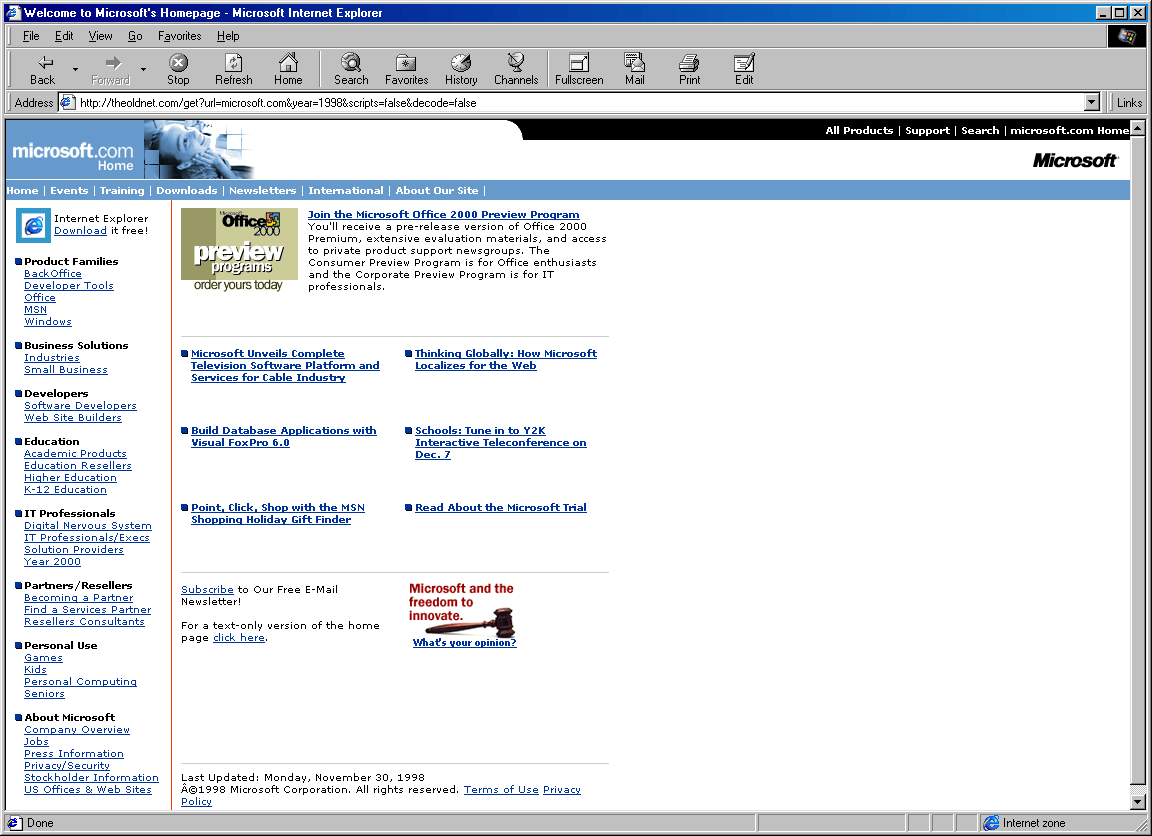 Welcome to Microsoft's Homepage - Microsoft Internet Explorer
File Edit View Go Favorites Help
Back Forward Stop Refresh Home Search Favorites History Channels Fullscreen Mail Print Edit
Address http://theoldnet.com/get?url=microsoft.com&year=1998&scripts=false&decode=false Links
All Products | Support | Search | microsoft.com Home
microsoft.com
Home
Microsoft
Home | Events | Training | Downloads | Newsletters | International | About Our Site |
Internet Explorer
Download it free!
Product Families
BackOffice
Developer Tools
Office
MSN
Windows
Business Solutions
Industries
Small Business
Developers
Software Developers
Web Site Builders
Education
Academic Products
Education Resellers
Higher Education
K-12 Education
IT Professionals
Digital Nervous System
IT Professionals/Execs
Solution Providers
Year 2000
Partners/Resellers
Becoming a Partner
Find a Services Partner
Resellers Consultants
Personal Use
Games
Kids
Personal Computing
Seniors
About Microsoft
Company Overview
Jobs
Press Information
Privacy/Security
Stockholder Information
US Offices & Web Sites
Microsoft
Office
2000
preview
programs
order yours today
Join the Microsoft Office 2000 Preview Program
You'll receive a pre-release version of Office 2000
Premium, extensive evaluation materials, and access
to private product support newsgroups. The
Consumer Preview Program is for Office enthusiasts
and the Corporate Preview Program is for IT
professionals.
Microsoft Unveils Complete
Television Software Platform and
Services for Cable Industry
Thinking Globally: How Microsoft
Localizes for the Web
Build Database Applications with
Visual FoxPro 6.0
Schools: Tune in to Y2K
Interactive Teleconference on
Dec. 7
Point, Click, Shop with the MSN
Shopping Holiday Gift Finder
Read About the Microsoft Trial
Subscribe to Our Free E-Mail
Newsletter!
For a text-only version of the home
page click here.
Microsoft and the
freedom to
innovate.
What's your opinion?
Last Updated: Monday, November 30, 1998
Â©1998 Microsoft Corporation. All rights reserved. Terms of Use Privacy
Policy
Done
Internet zone